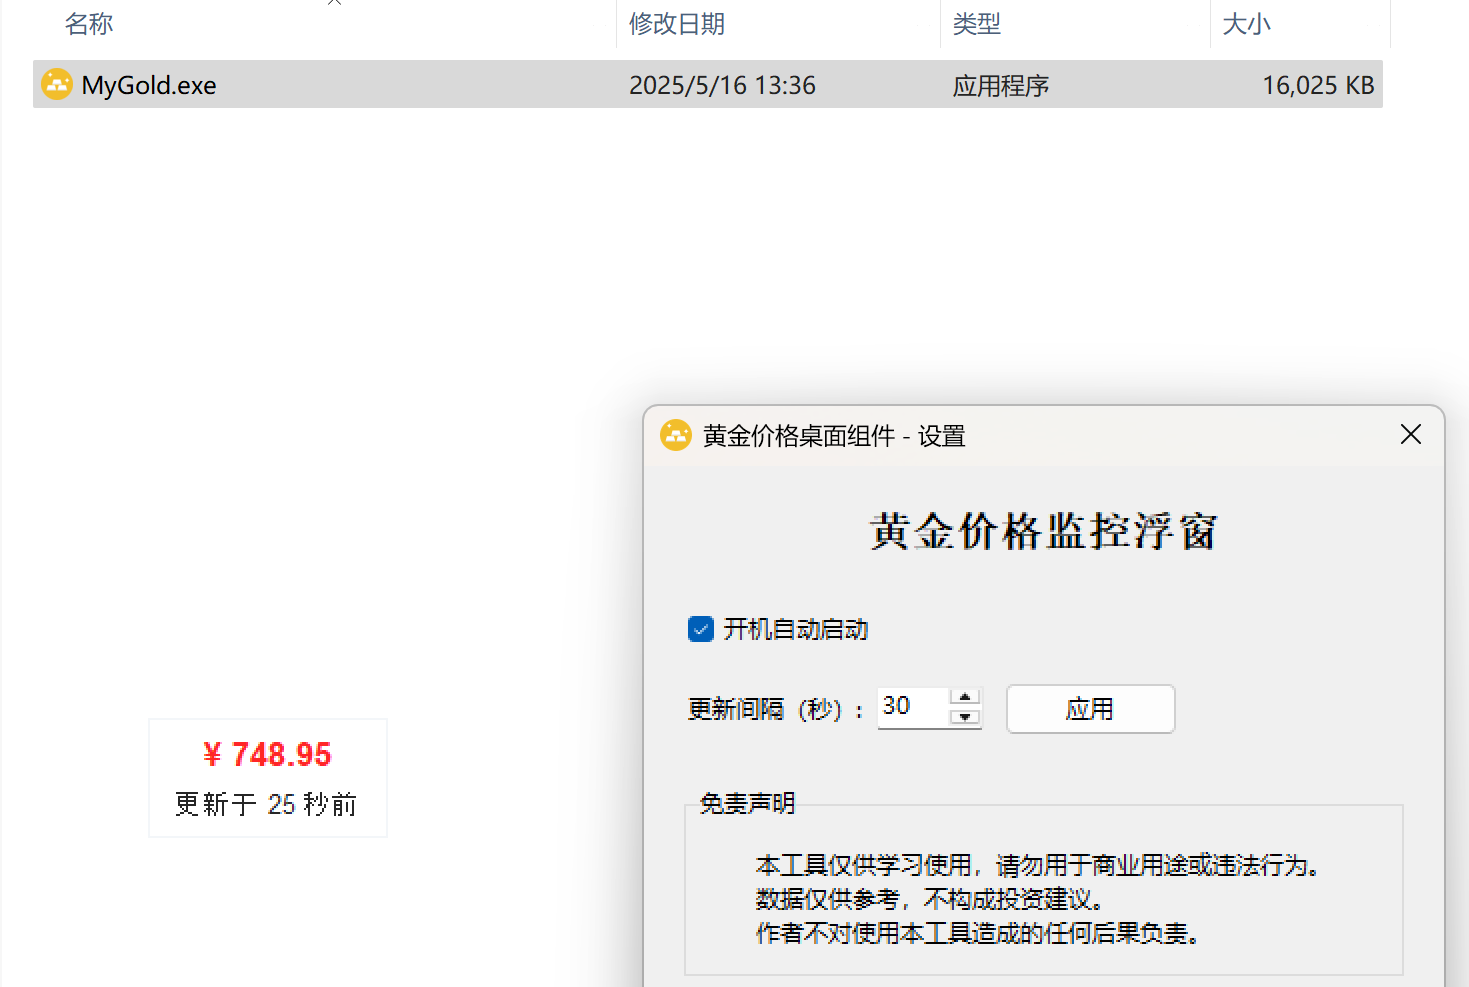 名称 修改日期 类型 大小
MyGold.exe 2025/5/16 13:36 应用程序 16,025 KB
黄金价格桌面组件 - 设置
黄金价格监控浮窗
开机自动启动
更新间隔（秒）: 30 应用
¥ 748.95
更新于 25 秒前
免责声明
本工具仅供学习使用，请勿用于商业用途或违法行为。
数据仅供参考，不构成投资建议。
作者不对使用本工具造成的任何后果负责。